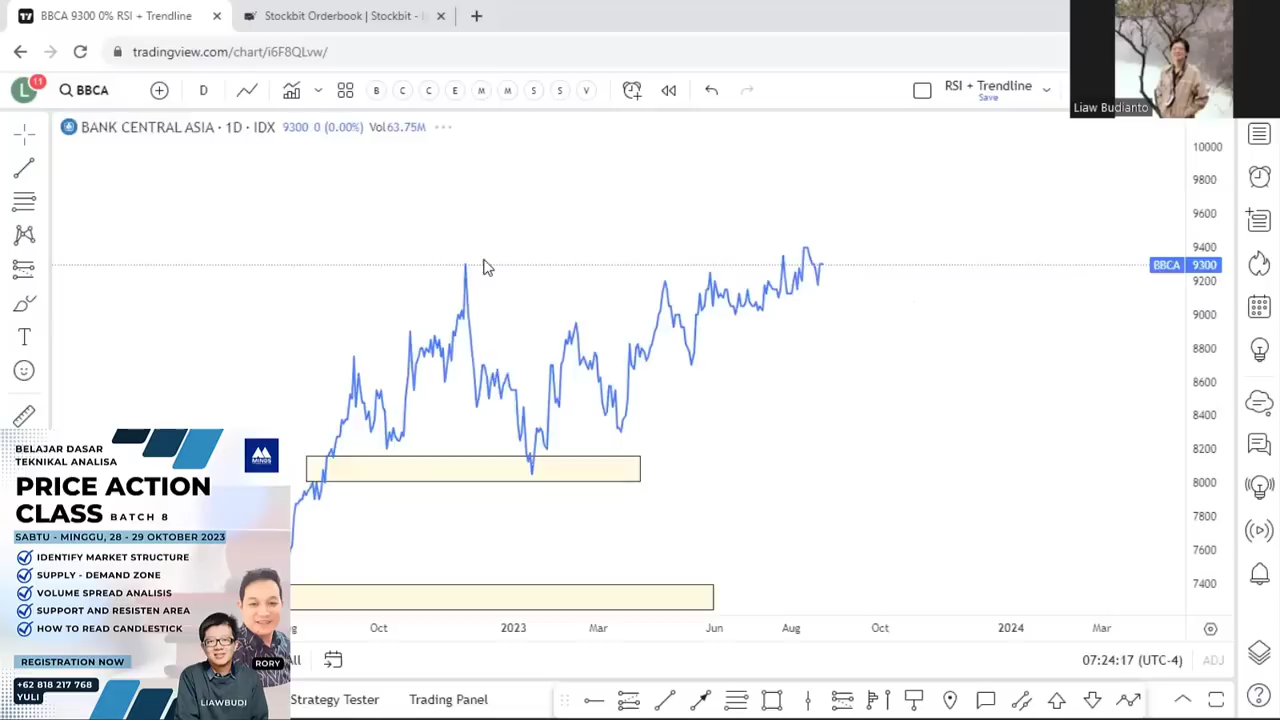 BBCA 9300 0% RSI + Trendline
Stockbit Orderbook | Stockbit -
tradingview.com/chart/i6F8QLvw/
L 11 BBCA D B C C E M M S S V RSI + Trendline
Save
Liaw Budianto
BANK CENTRAL ASIA · 1D · IDX 9300 0 (0.00%) Vol63.75M
10000
9800
9600
9400
BBCA 9300
9200
9000
8800
8600
8400
8200
8000
7800
7600
7400
Oct 2023 Mar Jun Aug Oct 2024 Mar
07:24:17 (UTC-4) ADJ
Strategy Tester Trading Panel
BELAJAR DASAR
TEKNIKAL ANALISA
MINDS
PRICE ACTION
CLASS BATCH 8
SABTU - MINGGU, 28 - 29 OKTOBER 2023
IDENTIFY MARKET STRUCTURE
SUPPLY - DEMAND ZONE
VOLUME SPREAD ANALISIS
SUPPORT AND RESISTEN AREA
HOW TO READ CANDLESTICK
REGISTRATION NOW
+62 818 217 768
YULI
RORY
LIAWBUDI